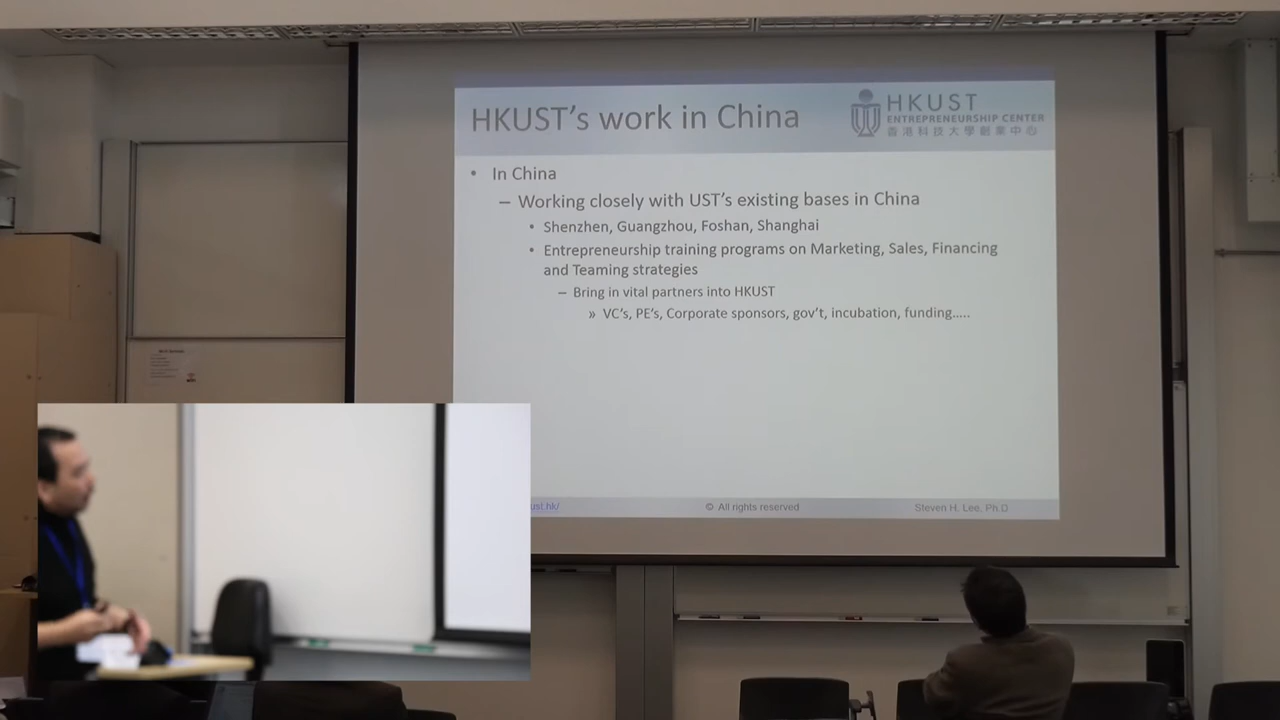 HKUST's work in China
HKUST
ENTREPRENEURSHIP CENTER
香港科技大學創業中心
• In China
– Working closely with UST's existing bases in China
• Shenzhen, Guangzhou, Foshan, Shanghai
• Entrepreneurship training programs on Marketing, Sales, Financing
and Teaming strategies
– Bring in vital partners into HKUST
» VC's, PE's, Corporate sponsors, gov't, incubation, funding…..
ust.hk/
© All rights reserved
Steven H. Lee, Ph.D